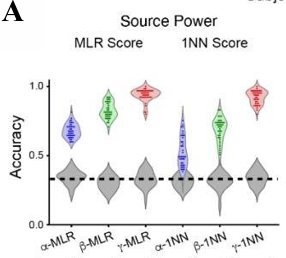 A
Source Power
MLR Score 1NN Score
Accuracy
1.0
0.5
0.0
α-MLR β-MLR γ-MLR α-1NN β-1NN γ-1NN